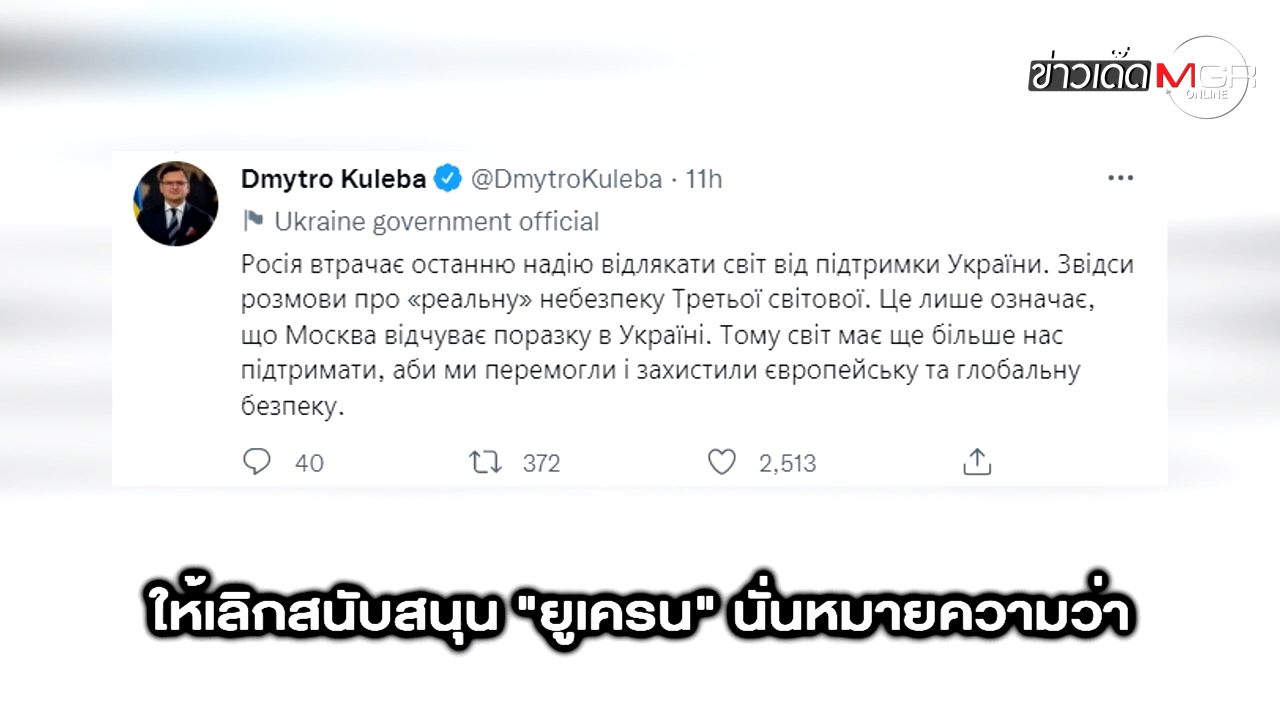 ข่าวเด็ด MGR
ONLINE
Dmytro Kuleba @DmytroKuleba · 11h
Ukraine government official
Росія втрачає останню надію відлякати світ від підтримки України. Звідси
розмови про «реальну» небезпеку Третьої світової. Це лише означає,
що Москва відчуває поразку в Україні. Тому світ має ще більше нас
підтримати, аби ми перемогли і захистили європейську та глобальну
безпеку.
40 372 2,513
ให้เลิกสนับสนุน "ยูเครน" นั่นหมายความว่า